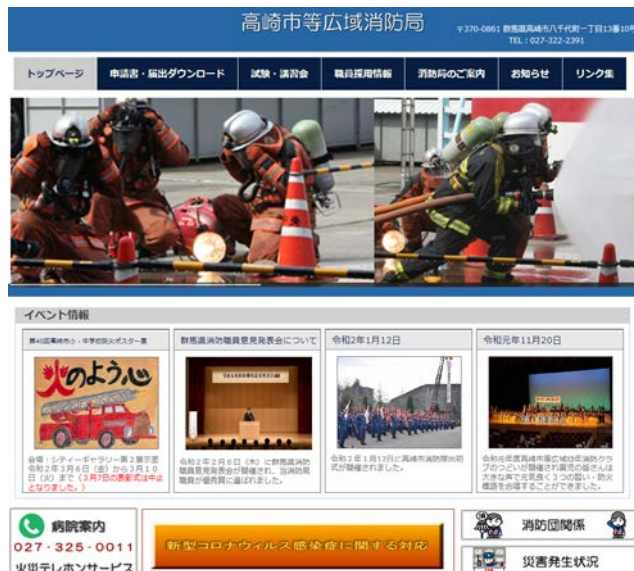 高崎市等広域消防局
〒370-0861 群馬県高崎市八千代町一丁目13番10号
TEL：027-322-2391
トップページ
申請書・届出ダウンロード
試験・講習会
職員採用情報
消防局のご案内
お知らせ
リンク集
イベント情報
第40回高崎市小・中学校防火ポスター展
火のよう心
会場：シティーギャラリー第2展示室
令和2年3月6日（金）から3月10
日（火）まで（3月7日の表彰式は中止
となりました。）
群馬県消防職員意見発表会について
令和2年2月6日（木）に群馬県消防
職員意見発表会が開催され、当消防局
職員が優秀賞に選ばれました。
令和2年1月12日
令和2年1月12日に高崎市消防隊出初
式が開催されました。
令和元年11月20日
令和元年度高崎市等広域幼年消防クラ
ブのつどいが開催され園児の皆さんは
大きな声で元気良く3つの誓い・防火
標語を合唱することができました。
病院案内
027・325・0011
火災テレホンサービス
新型コロナウィルス感染症に関する対応
消防団関係
災害発生状況